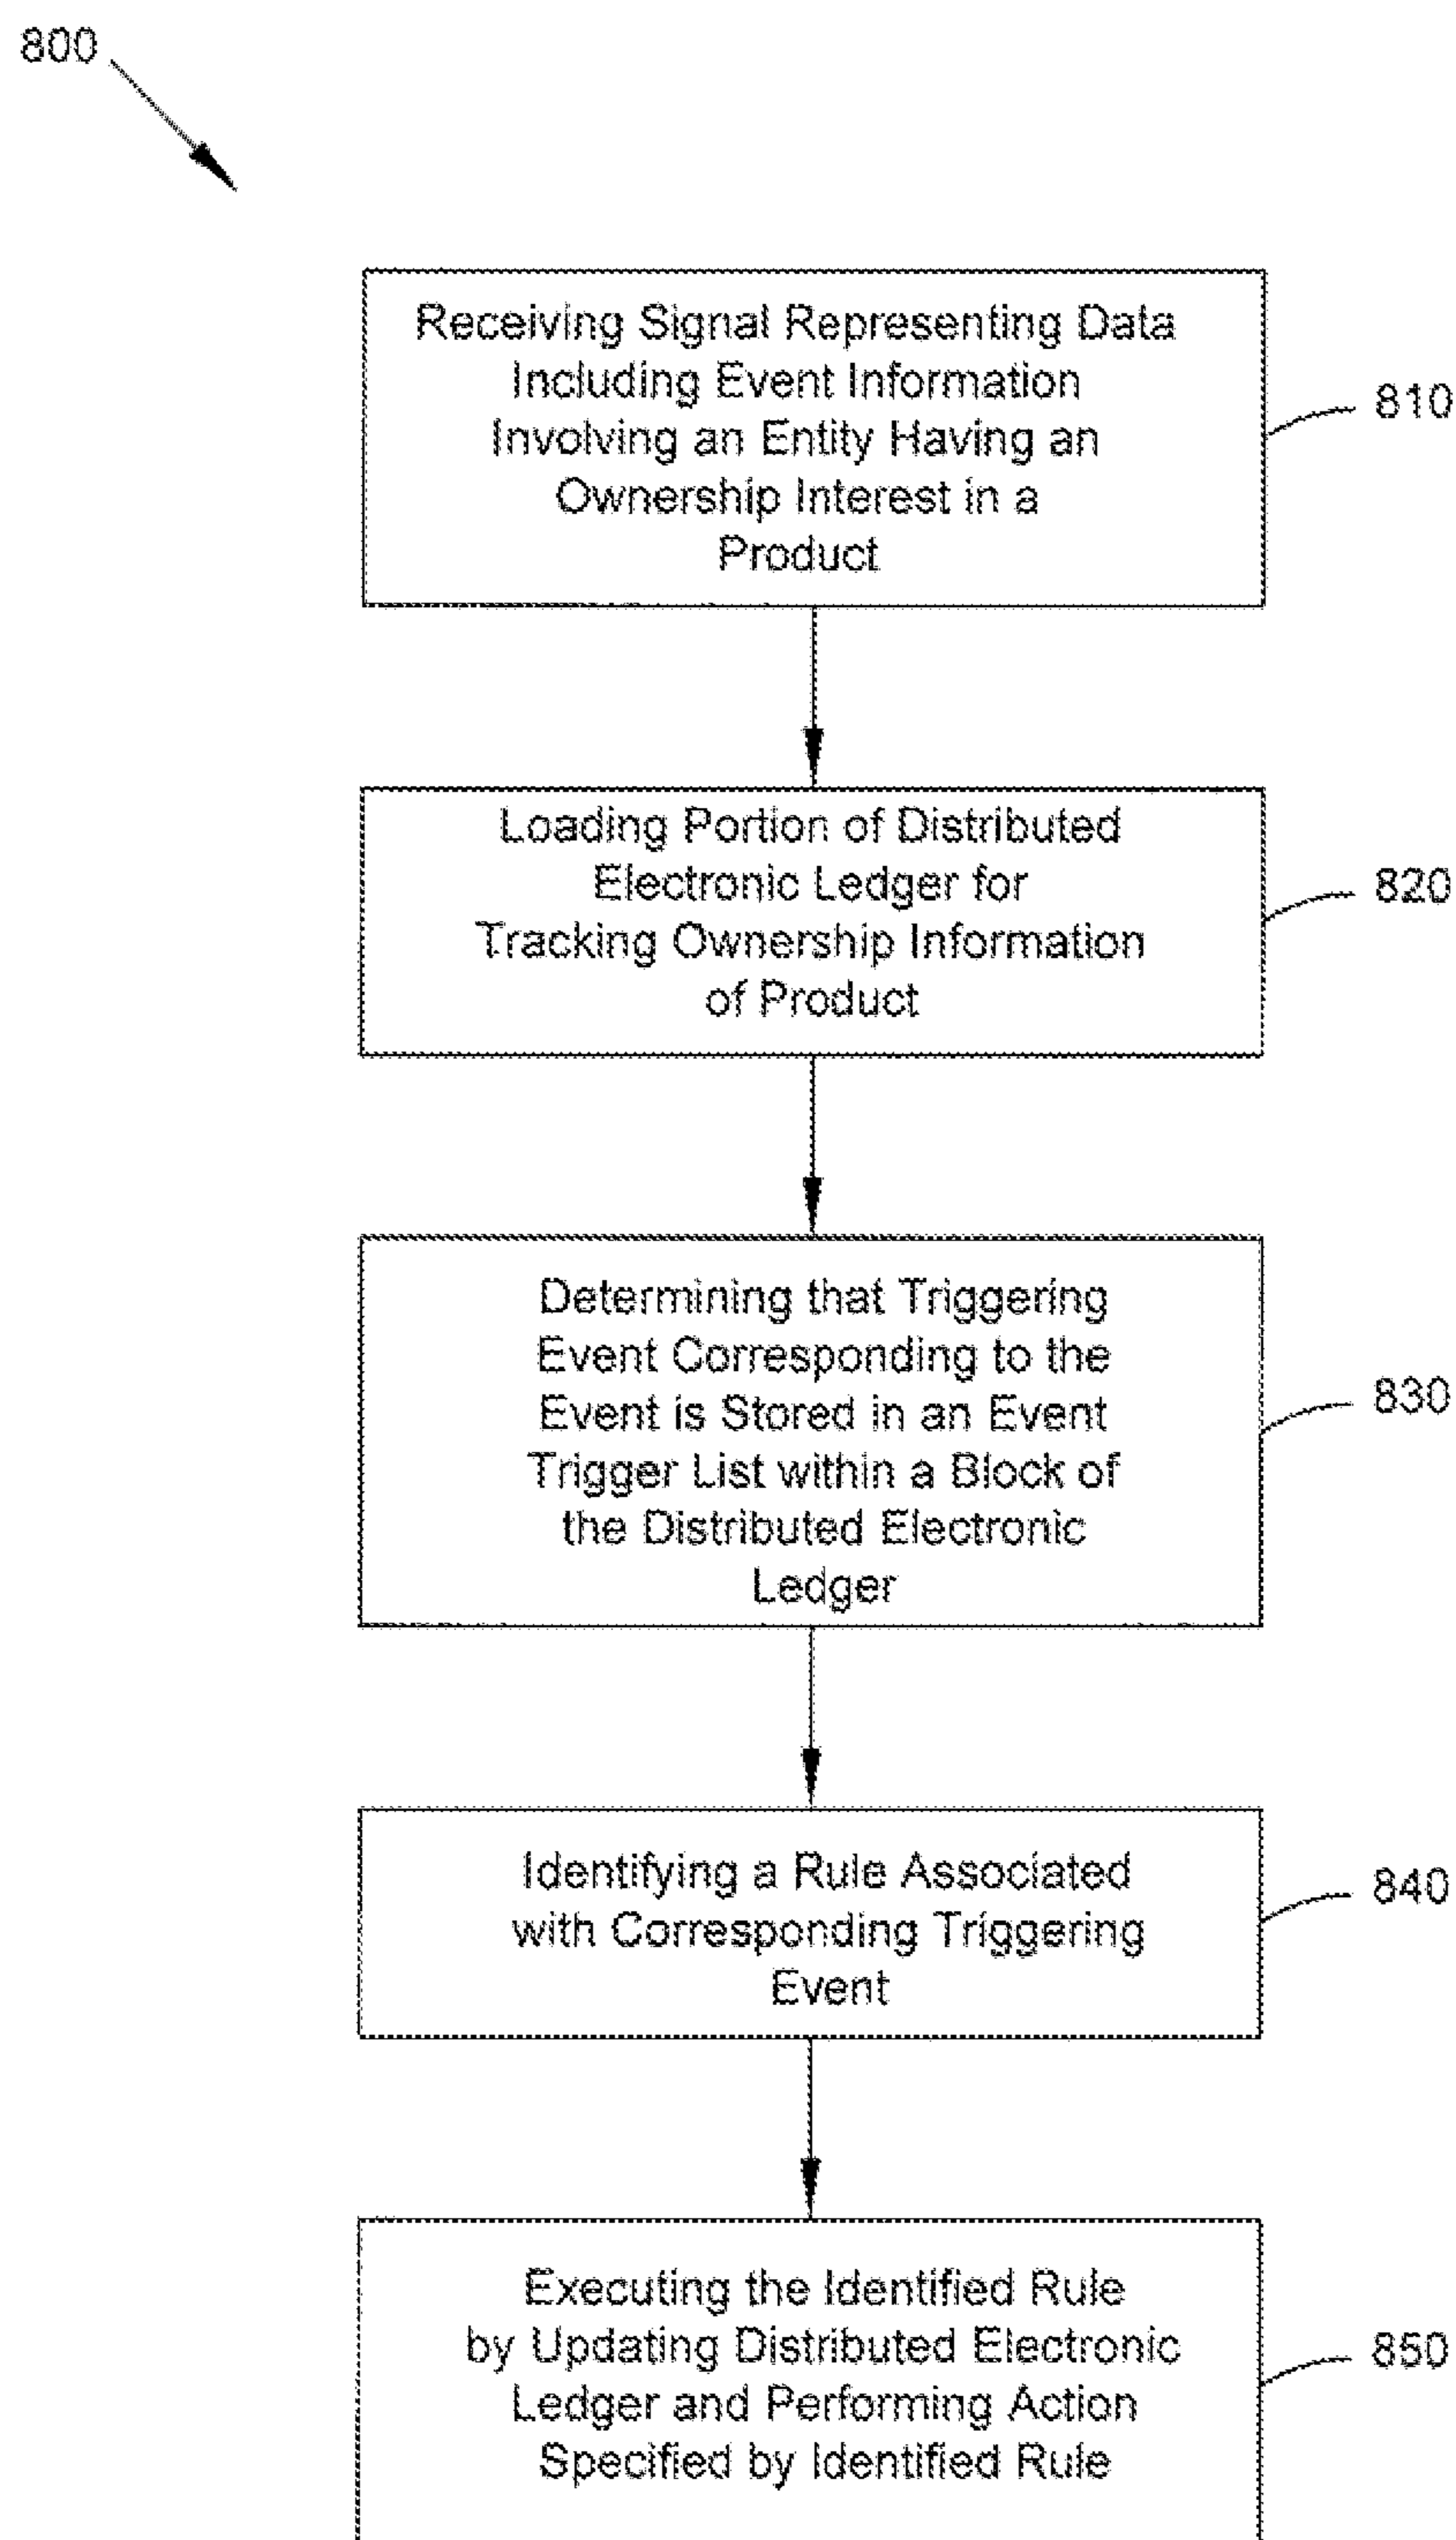 800
Receiving Signal Representing Data
Including Event Information
Involving an Entity Having an
Ownership Interest in a
Product
810
Loading Portion of Distributed
Electronic Ledger for
Tracking Ownership Information
of Product
820
Determining that Triggering
Event Corresponding to the
Event is Stored in an Event
Trigger List within a Block of
the Distributed Electronic
Ledger
830
Identifying a Rule Associated
with Corresponding Triggering
Event
840
Executing the Identified Rule
by Updating Distributed Electronic
Ledger and Performing Action
Specified by Identified Rule
850